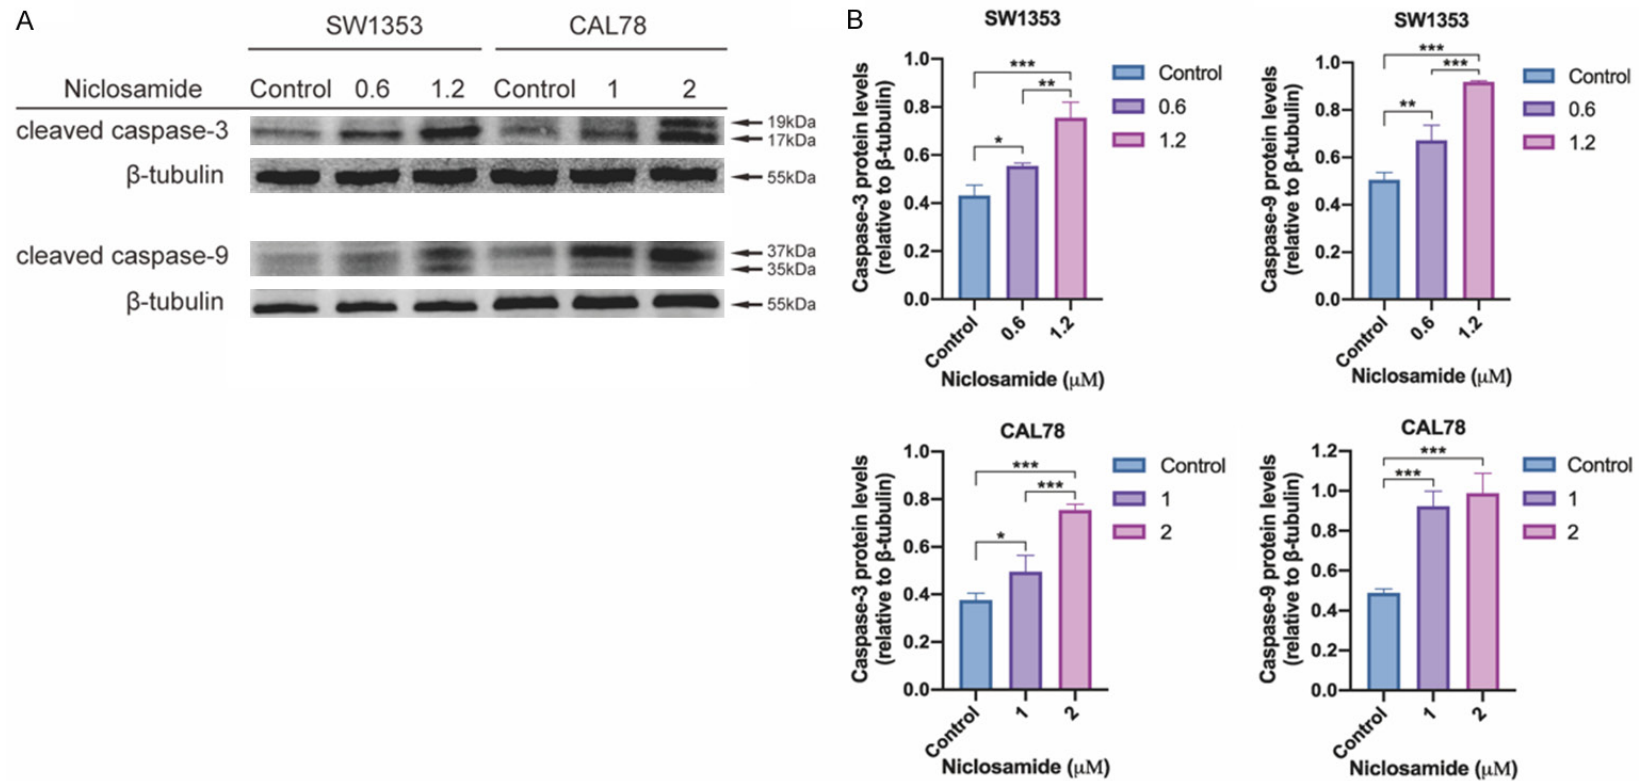 A
SW1353 CAL78
Niclosamide Control 0.6 1.2 Control 1 2
cleaved caspase-3 19kDa
17kDa
β-tubulin 55kDa
cleaved caspase-9 37kDa
35kDa
β-tubulin 55kDa
B
SW1353
Caspase-3 protein levels
(relative to β-tubulin)
1.0
0.8
0.6
0.4
0.2
0.0
***
**
*
Control
0.6
1.2
Control 0.6 1.2
Niclosamide (μM)
SW1353
Caspase-9 protein levels
(relative to β-tubulin)
1.0
0.8
0.6
0.4
0.2
0.0
***
***
**
Control
0.6
1.2
Control 0.6 1.2
Niclosamide (μM)
CAL78
Caspase-3 protein levels
(relative to β-tubulin)
1.0
0.8
0.6
0.4
0.2
0.0
***
***
*
Control
1
2
Control 1 2
Niclosamide (μM)
CAL78
Caspase-9 protein levels
(relative to β-tubulin)
1.2
1.0
0.8
0.6
0.4
0.2
0.0
***
***
Control
1
2
Control 1 2
Niclosamide (μM)